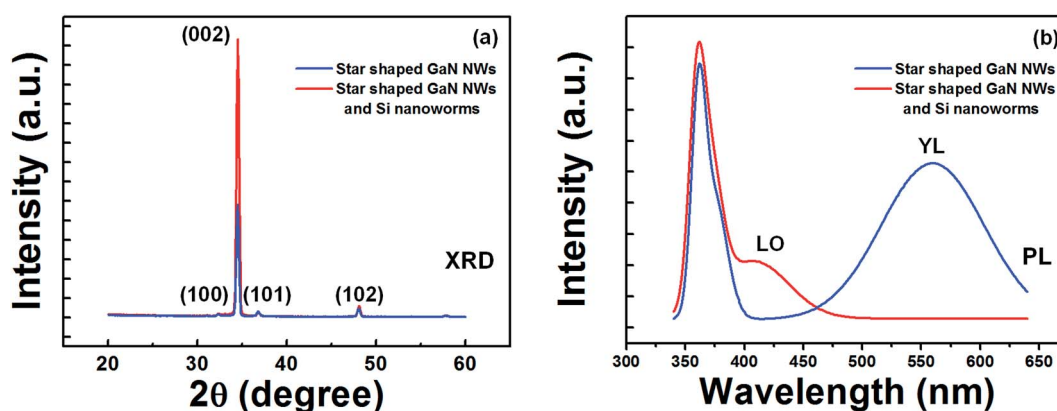 (a)
(002)
Star shaped GaN NWs
Star shaped GaN NWs
and Si nanoworms
XRD
(100)
(101)
(102)
Intensity (a.u.)
20
30
40
50
60
2θ (degree)
(b)
Star shaped GaN NWs
Star shaped GaN NWs
and Si nanoworms
YL
LO
PL
Intensity (a.u.)
300
350
400
450
500
550
600
650
Wavelength (nm)